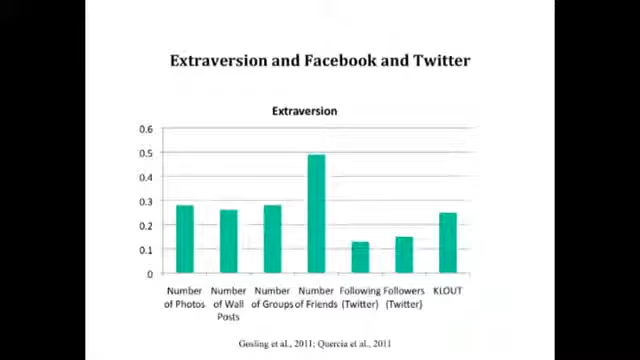 Extraversion and Facebook and Twitter
Extraversion
0.6
0.5
0.4
0.3
0.2
0.1
0
Number of Photos
Number of Wall Posts
Number of Groups
Number of Friends
Following (Twitter)
Followers (Twitter)
KLOUT
Gosling et al., 2011; Quercia et al., 2011